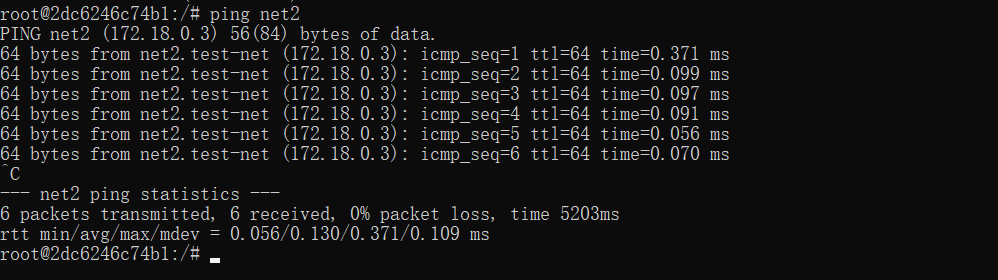 root@2dc6246c74b1:/# ping net2
PING net2 (172.18.0.3) 56(84) bytes of data.
64 bytes from net2.test-net (172.18.0.3): icmp_seq=1 ttl=64 time=0.371 ms
64 bytes from net2.test-net (172.18.0.3): icmp_seq=2 ttl=64 time=0.099 ms
64 bytes from net2.test-net (172.18.0.3): icmp_seq=3 ttl=64 time=0.097 ms
64 bytes from net2.test-net (172.18.0.3): icmp_seq=4 ttl=64 time=0.091 ms
64 bytes from net2.test-net (172.18.0.3): icmp_seq=5 ttl=64 time=0.056 ms
64 bytes from net2.test-net (172.18.0.3): icmp_seq=6 ttl=64 time=0.070 ms
^C
--- net2 ping statistics ---
6 packets transmitted, 6 received, 0% packet loss, time 5203ms
rtt min/avg/max/mdev = 0.056/0.130/0.371/0.109 ms
root@2dc6246c74b1:/#